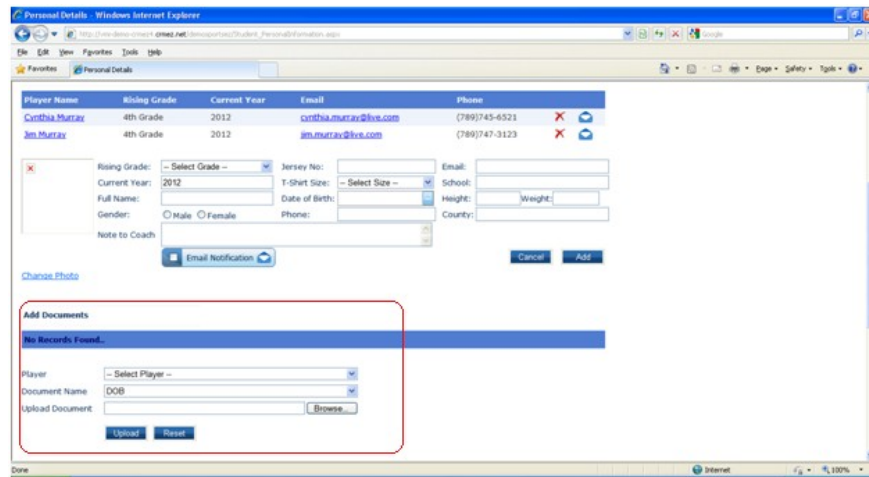 Personal Details - Windows Internet Explorer
File Edit View Favorites Tools Help
Favorites Personal Details Page Safety Tools
Player Name Rising Grade Current Year Email Phone
Cynthia Murray 4th Grade 2012 cynthia.murray@live.com (789)745-6521
Jim Murray 4th Grade 2012 jim.murray@live.com (789)747-3123
Rising Grade: -- Select Grade -- Jersey No: Email:
Current Year: 2012 T-Shirt Size: -- Select Size -- School:
Full Name: Date of Birth: Height: Weight:
Gender: Male Female Phone: County:
Note to Coach
Email Notification Cancel Add
Change Photo
Add Documents
No Records Found..
Player -- Select Player --
Document Name DOB
Upload Document Browse...
Upload Reset
Done Internet 100%